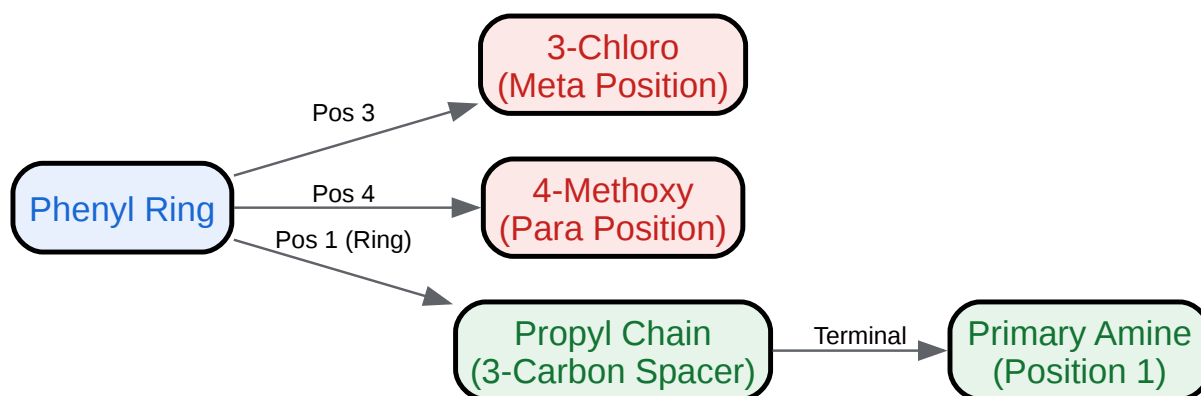 3-Chloro
(Meta Position)
Pos 3
Phenyl Ring
Pos 4
4-Methoxy
(Para Position)
Pos 1 (Ring)
Propyl Chain
(3-Carbon Spacer)
Terminal
Primary Amine
(Position 1)